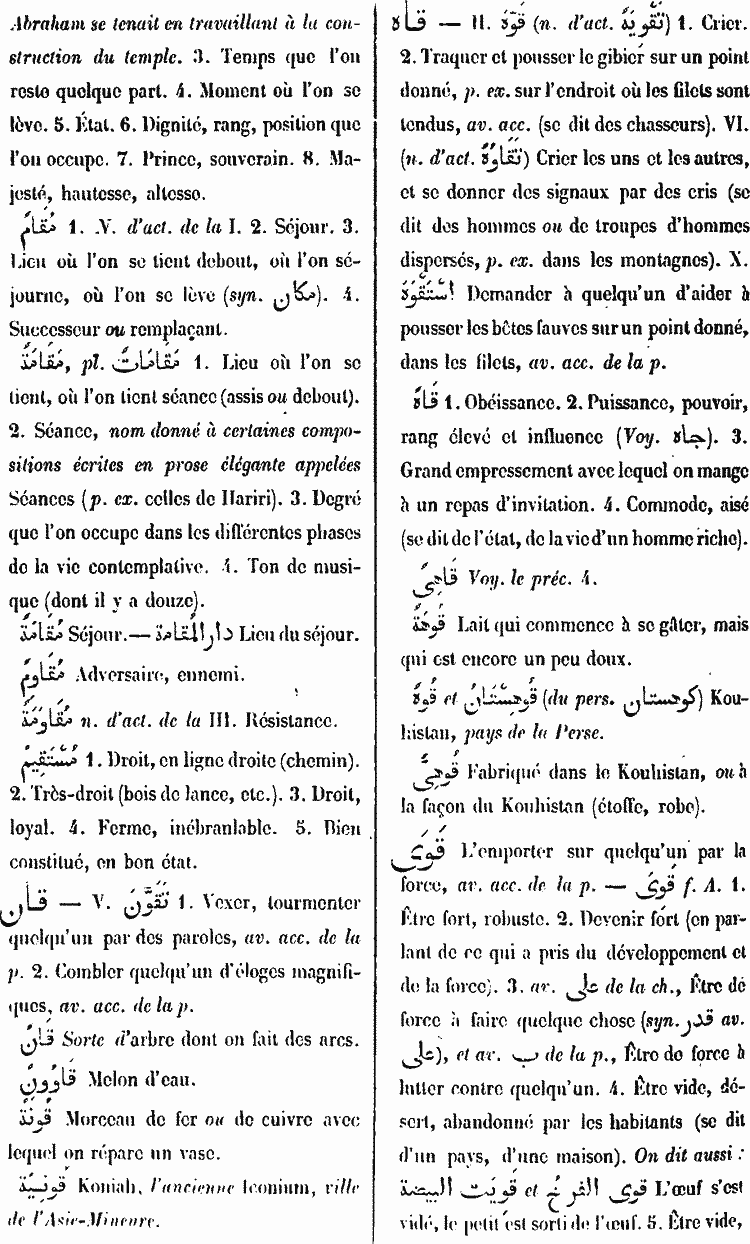 Abraham se tenait en travaillant à la con-
struction du temple. 3. Temps que l'on
reste quelque part. 4. Moment où l'on se
lève. 5. État. 6. Dignité, rang, position que
l'on occupe. 7. Prince, souverain. 8. Ma-
jesté, hautesse, altesse.
مُقَامٌ 1. N. d'act. de la I. 2. Séjour. 3.
Lieu où l'on se tient debout, où l'on sé-
journe, où l'on se lève (syn. مكان). 4.
Successeur ou remplaçant.
مَقَامَةٌ, pl. مَقَامَاتٌ 1. Lieu où l'on se
tient, où l'on tient séance (assis ou debout).
2. Séance, nom donné à certaines compo-
sitions écrites en prose élégante appelées
Séances (p. ex. celles de Hariri). 3. Degré
que l'on occupe dans les différentes phases
de la vie contemplative. 4. Ton de musi-
que (dont il y a douze).
مُقَامَةٌ Séjour. — دار المقامة Lieu du séjour.
مُقَاوِمٌ Adversaire, ennemi.
مُقَاوَمَةٌ n. d'act. de la III. Résistance.
مُسْتَقِيمٌ 1. Droit, en ligne droite (chemin).
2. Très-droit (bois de lance, etc.). 3. Droit,
loyal. 4. Ferme, inébranlable. 5. Bien
constitué, en bon état.
قان — V. تَقَوَّنَ 1. Vexer, tourmenter
quelqu'un par des paroles, av. acc. de la
p. 2. Combler quelqu'un d'éloges magnifi-
ques, av. acc. de la p.
قَانٌ Sorte d'arbre dont on fait des arcs.
قَاوُونٌ Melon d'eau.
قونة Morceau de fer ou de cuivre avec
lequel on répare un vase.
قونيّة Koniah, l'ancienne Iconium, ville
de l'Asie-Mineure.
قاه — II. قَوَّهَ (n. d'act. تَقْوِيَةٌ) 1. Crier.
2. Traquer et pousser le gibier sur un point
donné, p. ex. sur l'endroit où les filets sont
tendus, av. acc. (se dit des chasseurs). VI.
(n. d'act. تَقَاوُهٌ) Crier les uns et les autres,
et se donner des signaux par des cris (se
dit des hommes ou de troupes d'hommes
dispersés, p. ex. dans les montagnes). X.
اِسْتَقْوَهَ Demander à quelqu'un d'aider à
pousser les bêtes fauves sur un point donné,
dans les filets, av. acc. de la p.
قَاهٌ 1. Obéissance. 2. Puissance, pouvoir,
rang élevé et influence (Voy. جاه). 3.
Grand empressement avec lequel on mange
à un repas d'invitation. 4. Commode, aisé
(se dit de l'état, de la vie d'un homme riche).
قَاهِىٌّ Voy. le préc. 4.
قُوهَةٌ Lait qui commence à se gâter, mais
qui est encore un peu doux.
قُوهٌ et قُوهِسْتَانٌ (du pers. كوهستان) Kou-
histan, pays de la Perse.
قُوهِىٌّ Fabriqué dans le Kouhistan, ou à
la façon du Kouhistan (étoffe, robe).
قَوَىَ L'emporter sur quelqu'un par la
force, av. acc. de la p. — قَوِىَ f. A. 1.
Être fort, robuste. 2. Devenir fort (en par-
lant de ce qui a pris du développement et
de la force). 3. av. على de la ch., Être de
force à faire quelque chose (syn. قدر av.
على), et av. ب de la p., Être de force à
lutter contre quelqu'un. 4. Être vide, dé-
sert, abandonné par les habitants (se dit
d'un pays, d'une maison). On dit aussi :
قوى الفرخ et قويت البيضة L'œuf s'est
vidé, le petit est sorti de l'œuf. 5. Être vide,